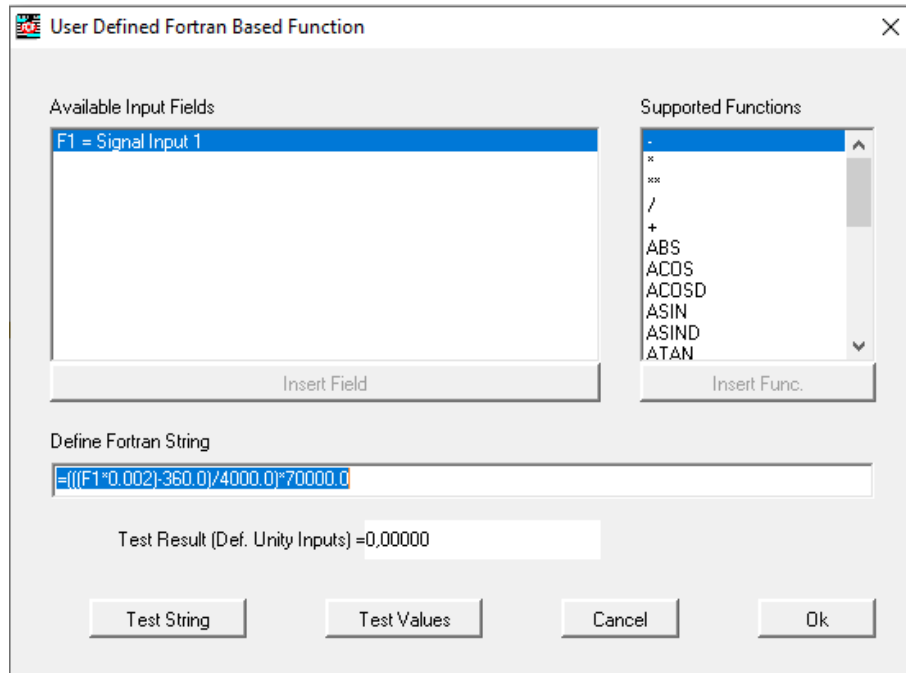 User Defined Fortran Based Function
Available Input Fields
F1 = Signal Input 1
Insert Field
Supported Functions
-
*
**
/
+
ABS
ACOS
ACOSD
ASIN
ASIND
ATAN
Insert Func.
Define Fortran String
=(((F1*0.002)-360.0)/4000.0)*70000.0
Test Result (Def. Unity Inputs) =0,00000
Test String
Test Values
Cancel
Ok